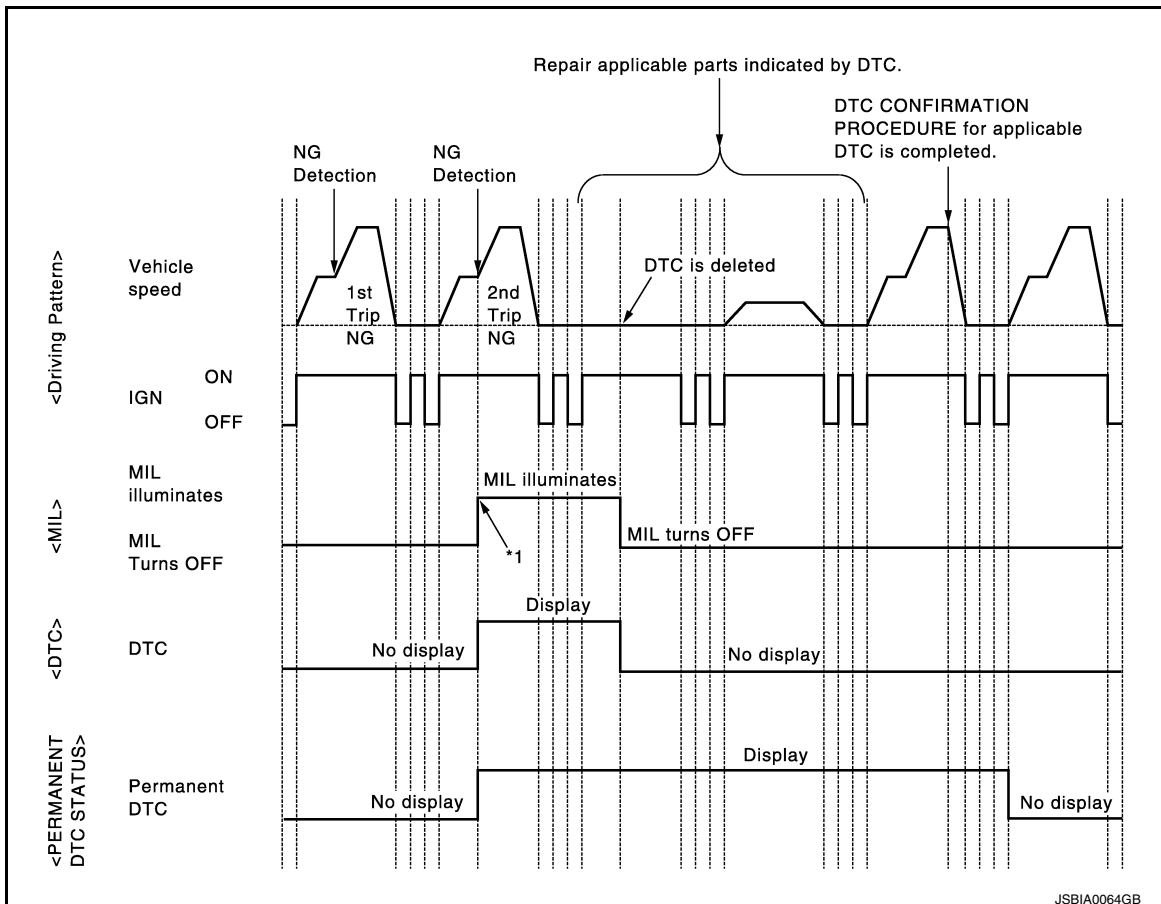 Repair applicable parts indicated by DTC.
DTC CONFIRMATION
PROCEDURE for applicable
DTC is completed.
NG
Detection
NG
Detection
<Driving Pattern>
Vehicle
speed
1st
Trip
NG
2nd
Trip
NG
DTC is deleted
IGN
ON
OFF
<MIL>
MIL
illuminates
MIL
Turns OFF
MIL illuminates
*1
MIL turns OFF
<DTC>
DTC
No display
Display
No display
<PERMANENT
DTC STATUS>
Permanent
DTC
No display
Display
No display
JSBIA0064GB